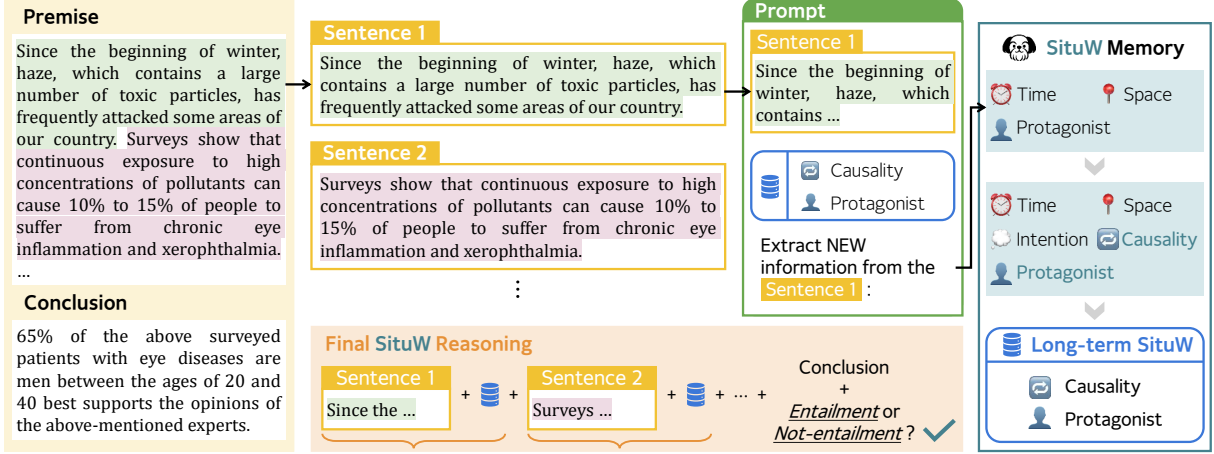 Premise
Since the beginning of winter,
haze, which contains a large
number of toxic particles, has
frequently attacked some areas of
our country. Surveys show that
continuous exposure to high
concentrations of pollutants can
cause 10% to 15% of people to
suffer from chronic eye
inflammation and xerophthalmia.
...
Conclusion
65% of the above surveyed
patients with eye diseases are
men between the ages of 20 and
40 best supports the opinions of
the above-mentioned experts.
Sentence 1
Since the beginning of winter, haze, which
contains a large number of toxic particles, has
frequently attacked some areas of our country.
Sentence 2
Surveys show that continuous exposure to high
concentrations of pollutants can cause 10% to
15% of people to suffer from chronic eye
inflammation and xerophthalmia.
⋮
Prompt
Sentence 1
Since the beginning of
winter, haze, which
contains ...
Causality
Protagonist
Extract NEW
information from the
Sentence 1 :
Final SituW Reasoning
Sentence 1
Since the ...
+ +
Sentence 2
Surveys ...
+ + ... +
Conclusion
+
Entailment or
Not-entailment ?
SituW Memory
Time Space
Protagonist
Time Space
Intention Causality
Protagonist
Long-term SituW
Causality
Protagonist